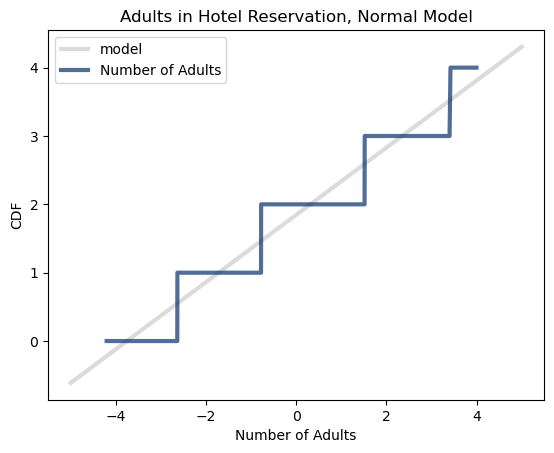 Adults in Hotel Reservation, Normal Model
model
Number of Adults
CDF
4
3
2
1
0
−4 −2 0 2 4
Number of Adults